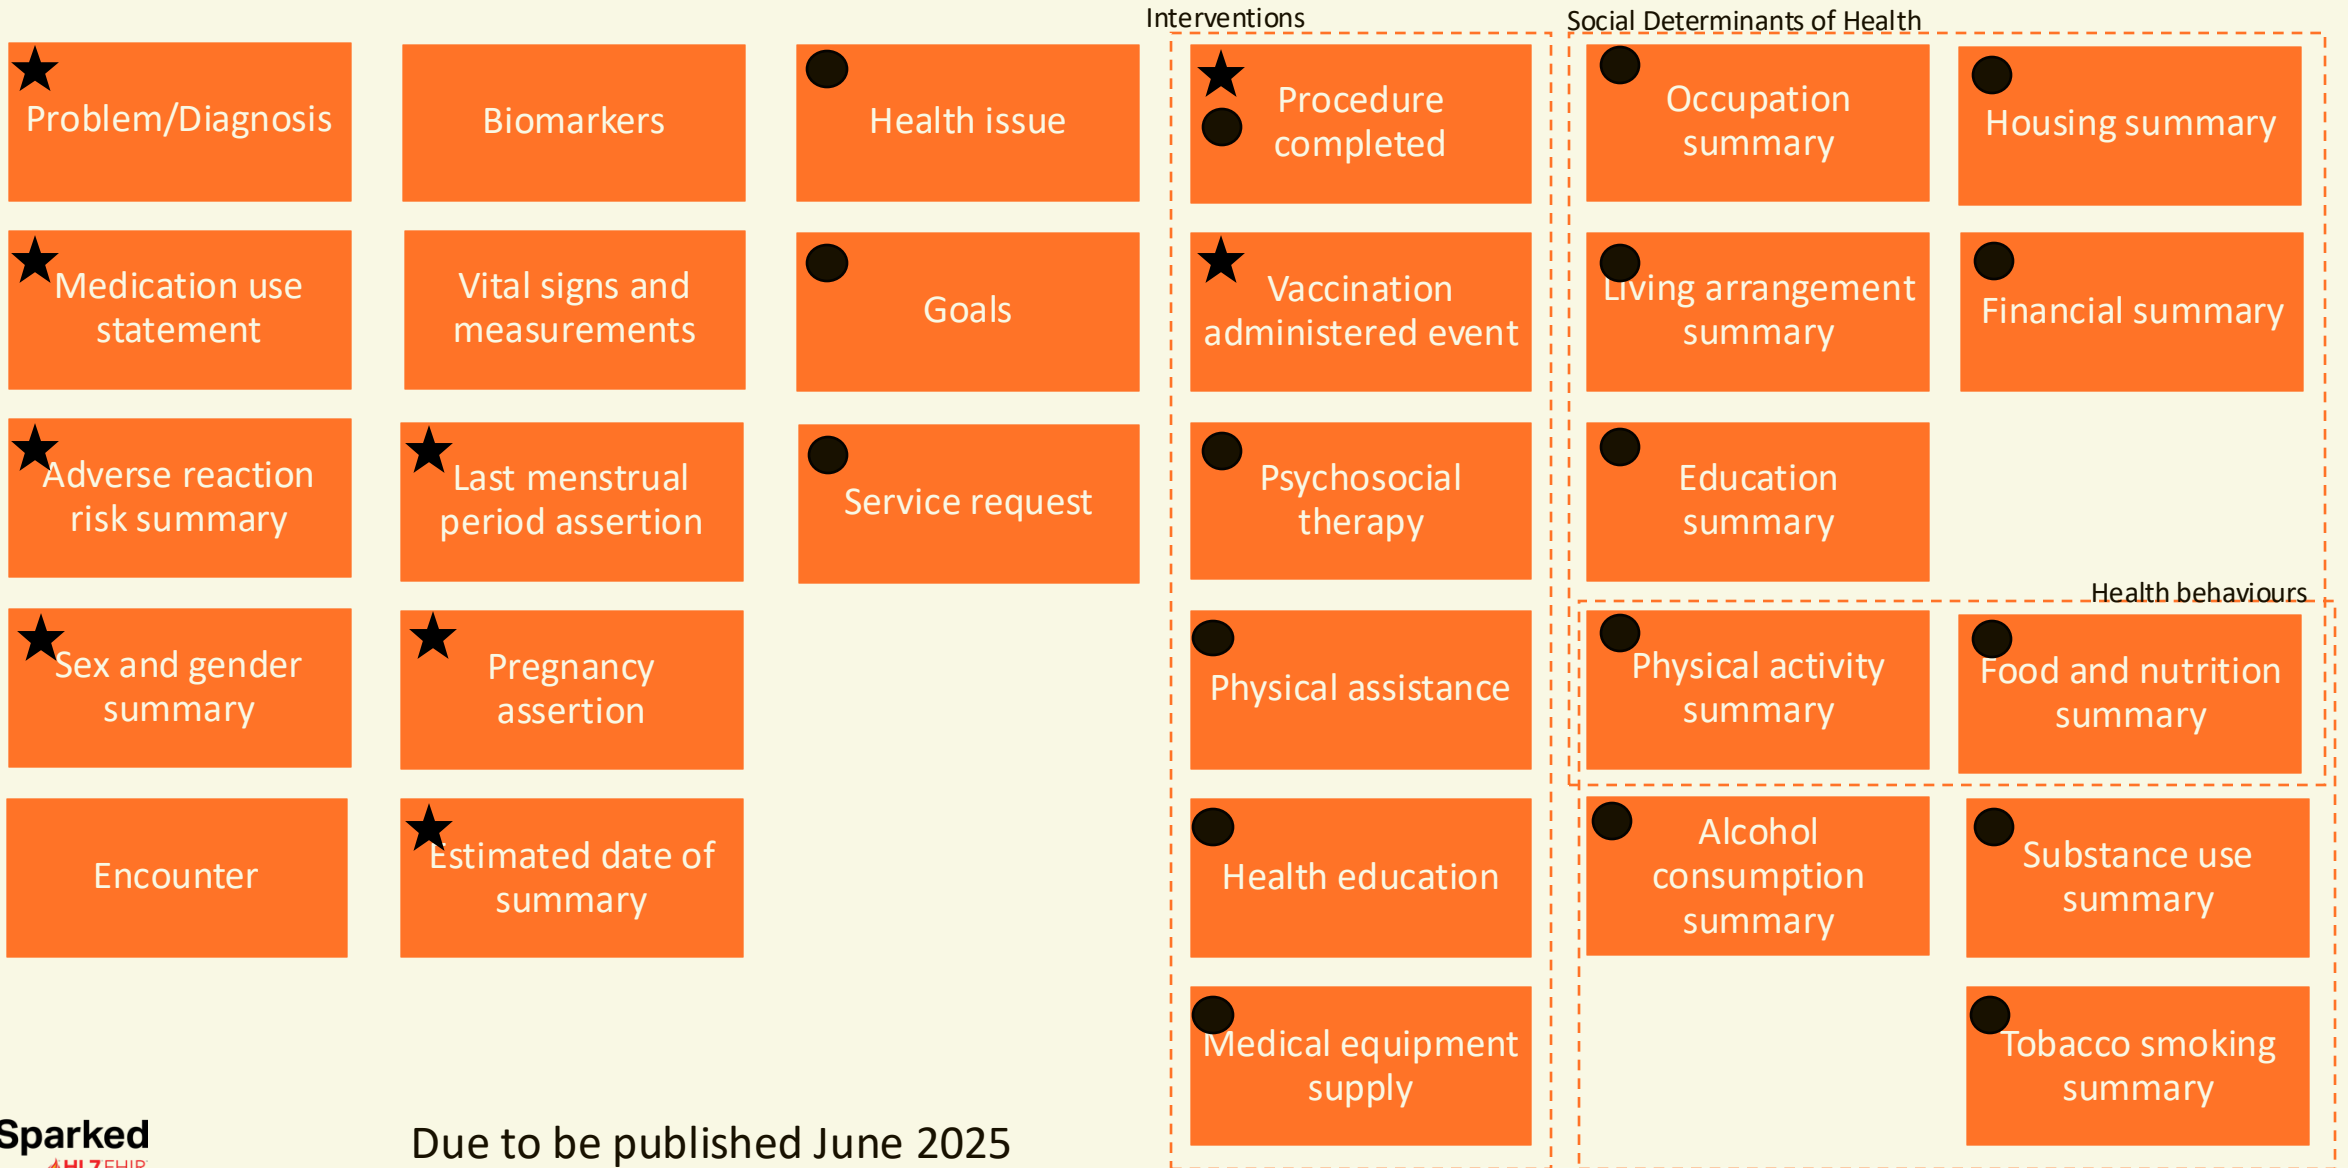 Interventions
Social Determinants of Health
Problem/Diagnosis
Biomarkers
Health issue
Procedure
completed
Occupation
summary
Housing summary
Medication use
statement
Vital signs and
measurements
Goals
Vaccination
administered event
Living arrangement
summary
Financial summary
Adverse reaction
risk summary
Last menstrual
period assertion
Service request
Psychosocial
therapy
Education
summary
Health behaviours
Sex and gender
summary
Pregnancy
assertion
Physical assistance
Physical activity
summary
Food and nutrition
summary
Encounter
Estimated date of
summary
Health education
Alcohol
consumption
summary
Substance use
summary
Medical equipment
supply
Tobacco smoking
summary
Sparked
HL7 FHIR
Due to be published June 2025